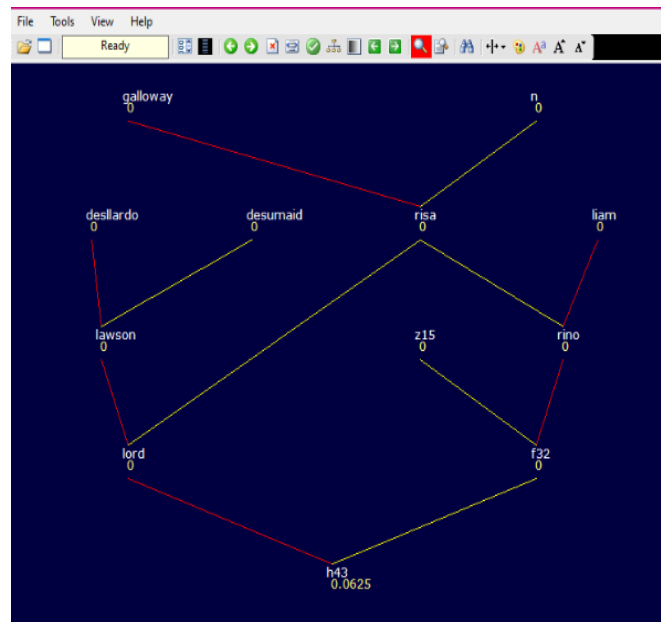 File Tools View Help
Ready
galloway n
0 0
desllardo desumaid risa liam
0 0 0 0
lawson z15 rino
0 0 0
lord f32
0 0
h43
0.0625